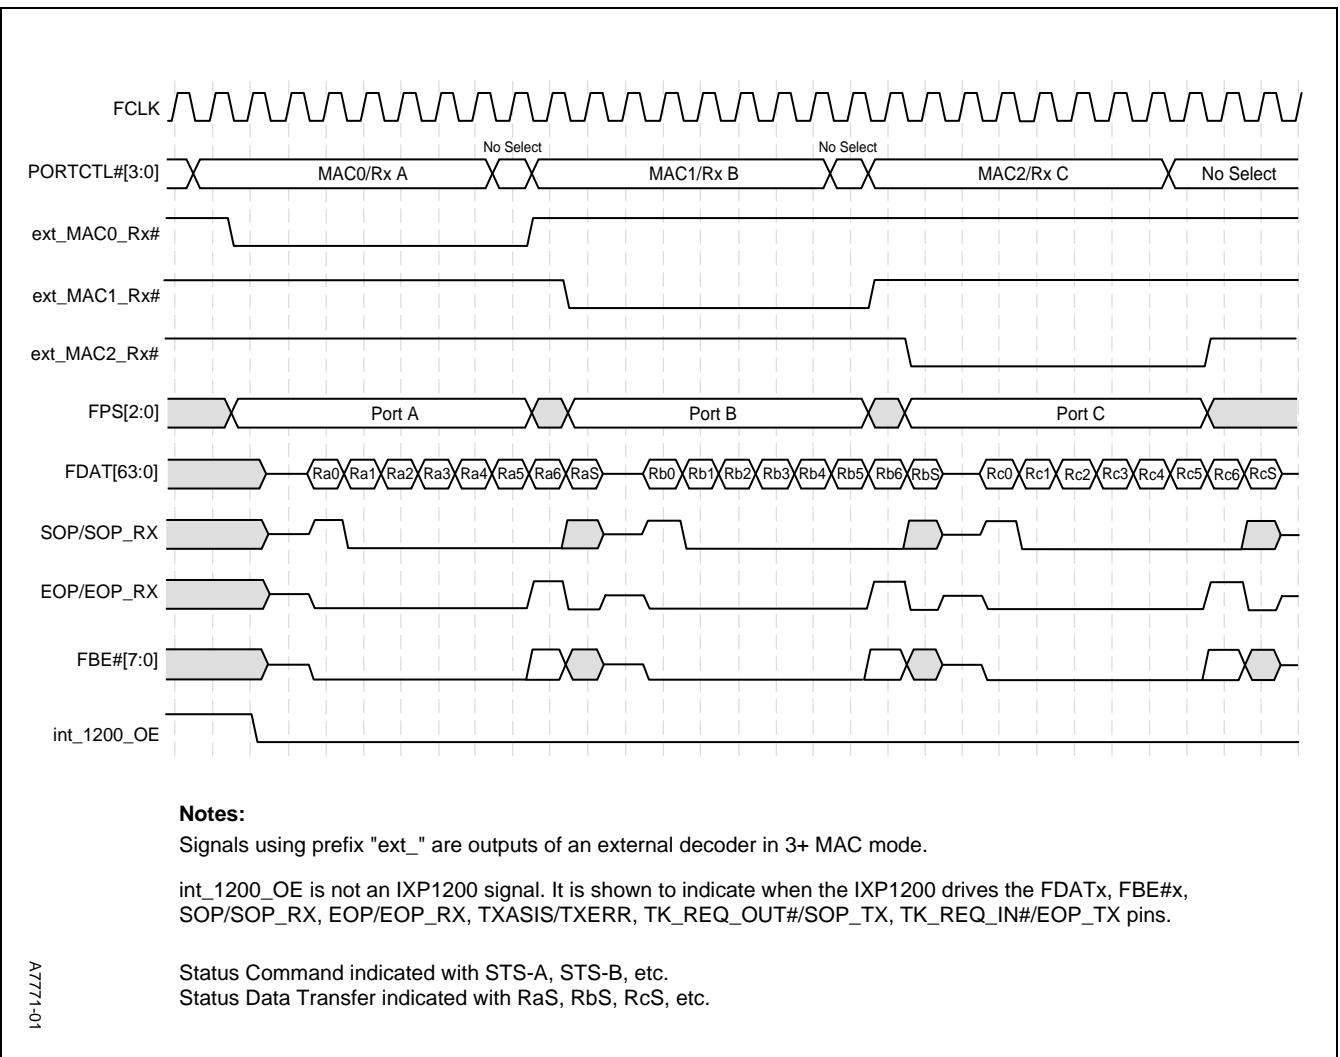 FCLK
No Select No Select
PORTCTL#[3:0] MAC0/Rx A MAC1/Rx B MAC2/Rx C No Select
ext_MAC0_Rx#
ext_MAC1_Rx#
ext_MAC2_Rx#
FPS[2:0] Port A Port B Port C
FDAT[63:0] Ra0 Ra1 Ra2 Ra3 Ra4 Ra5 Ra6 RaS Rb0 Rb1 Rb2 Rb3 Rb4 Rb5 Rb6 RbS Rc0 Rc1 Rc2 Rc3 Rc4 Rc5 Rc6 RcS
SOP/SOP_RX
EOP/EOP_RX
FBE#[7:0]
int_1200_OE
Notes:
Signals using prefix "ext_" are outputs of an external decoder in 3+ MAC mode.
int_1200_OE is not an IXP1200 signal. It is shown to indicate when the IXP1200 drives the FDATx, FBE#x,
SOP/SOP_RX, EOP/EOP_RX, TXASIS/TXERR, TK_REQ_OUT#/SOP_TX, TK_REQ_IN#/EOP_TX pins.
Status Command indicated with STS-A, STS-B, etc.
Status Data Transfer indicated with RaS, RbS, RcS, etc.
A7771-01